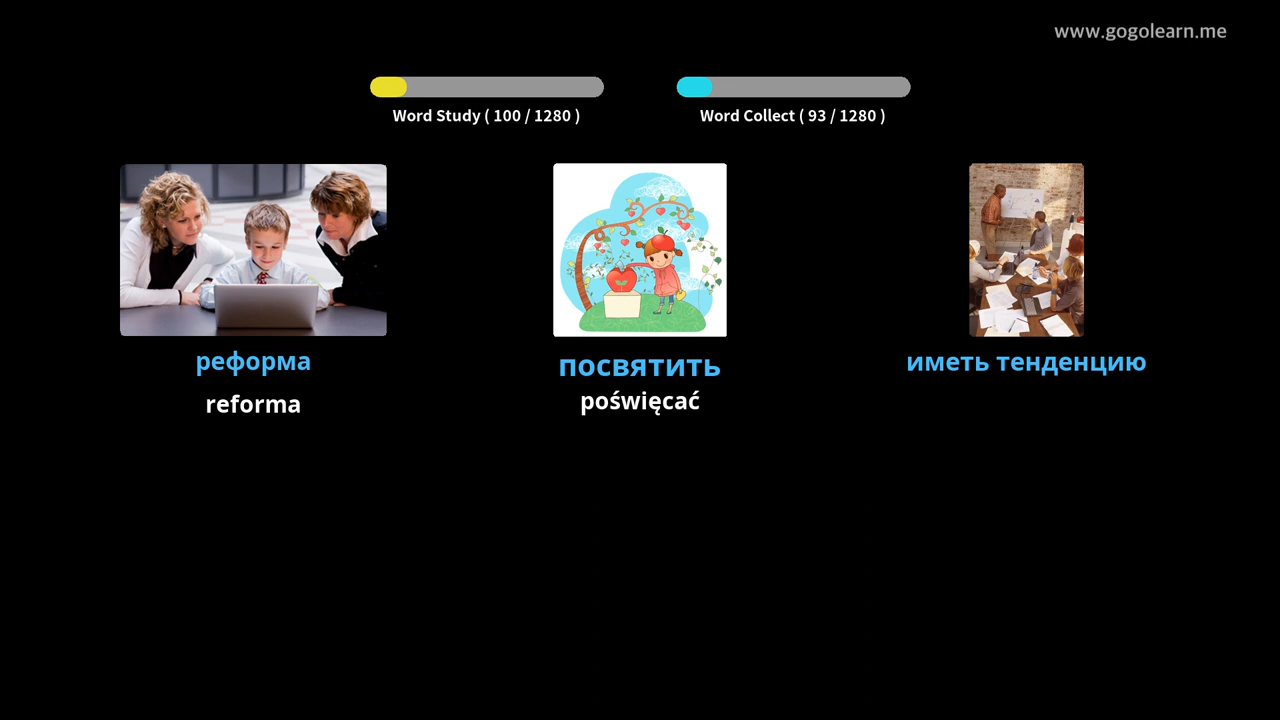 www.gogolearn.me
Word Study ( 100 / 1280 )
Word Collect ( 93 / 1280 )
реформа
посвятить
иметь тенденцию
reforma
poświęcać